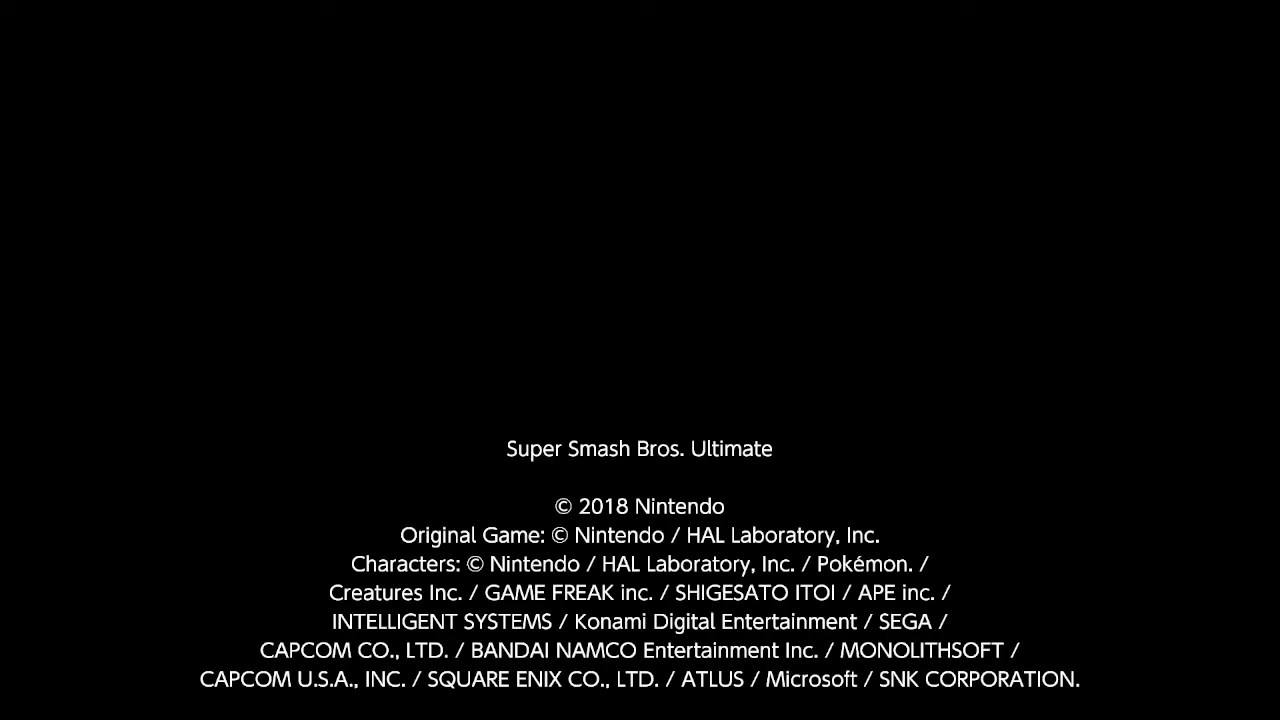 Super Smash Bros. Ultimate
© 2018 Nintendo
Original Game: © Nintendo / HAL Laboratory, Inc.
Characters: © Nintendo / HAL Laboratory, Inc. / Pokémon. /
Creatures Inc. / GAME FREAK inc. / SHIGESATO ITOI / APE inc. /
INTELLIGENT SYSTEMS / Konami Digital Entertainment / SEGA /
CAPCOM CO., LTD. / BANDAI NAMCO Entertainment Inc. / MONOLITHSOFT /
CAPCOM U.S.A., INC. / SQUARE ENIX CO., LTD. / ATLUS / Microsoft / SNK CORPORATION.